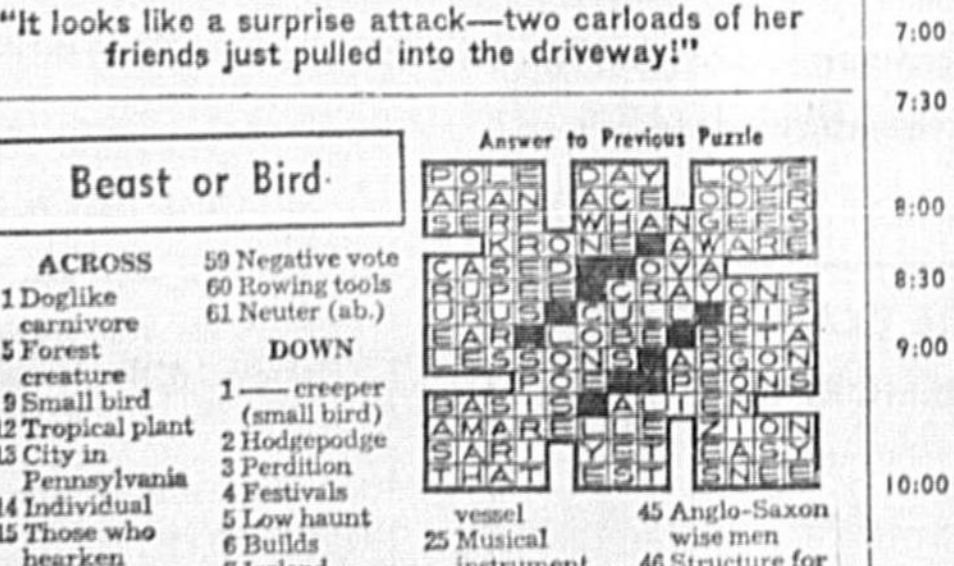 "It looks like a surprise attack—two carloads of her
friends just pulled into the driveway!"
Beast or Bird
ACROSS
1 Doglike
carnivore
5 Forest
creature
9 Small bird
12 Tropical plant
13 City in
Pennsylvania
14 Individual
15 Those who
hearken
59 Negative vote
60 Rowing tools
61 Neuter (ab.)
DOWN
1 — creeper
(small bird)
2 Hodgepodge
3 Perdition
4 Festivals
5 Low haunt
6 Builds
Answer to Previous Puzzle
POLE DAY LOVE
ARAN ACE ODER
SERE WHANGEES
KRONE AWARE
CASED OVA
RUPEE CRAYONS
URUS RIP
EAR LOBE BETA
LESSONS ARGON
POE PEONS
BASIS ALIEN
AMARELLE ZION
SARI YET EASY
THAT EST SNEE
vessel
25 Musical
instrument
45 Anglo-Saxon
wise men
46 Structure for
7:00
7:30
8:00
8:30
9:00
10:00